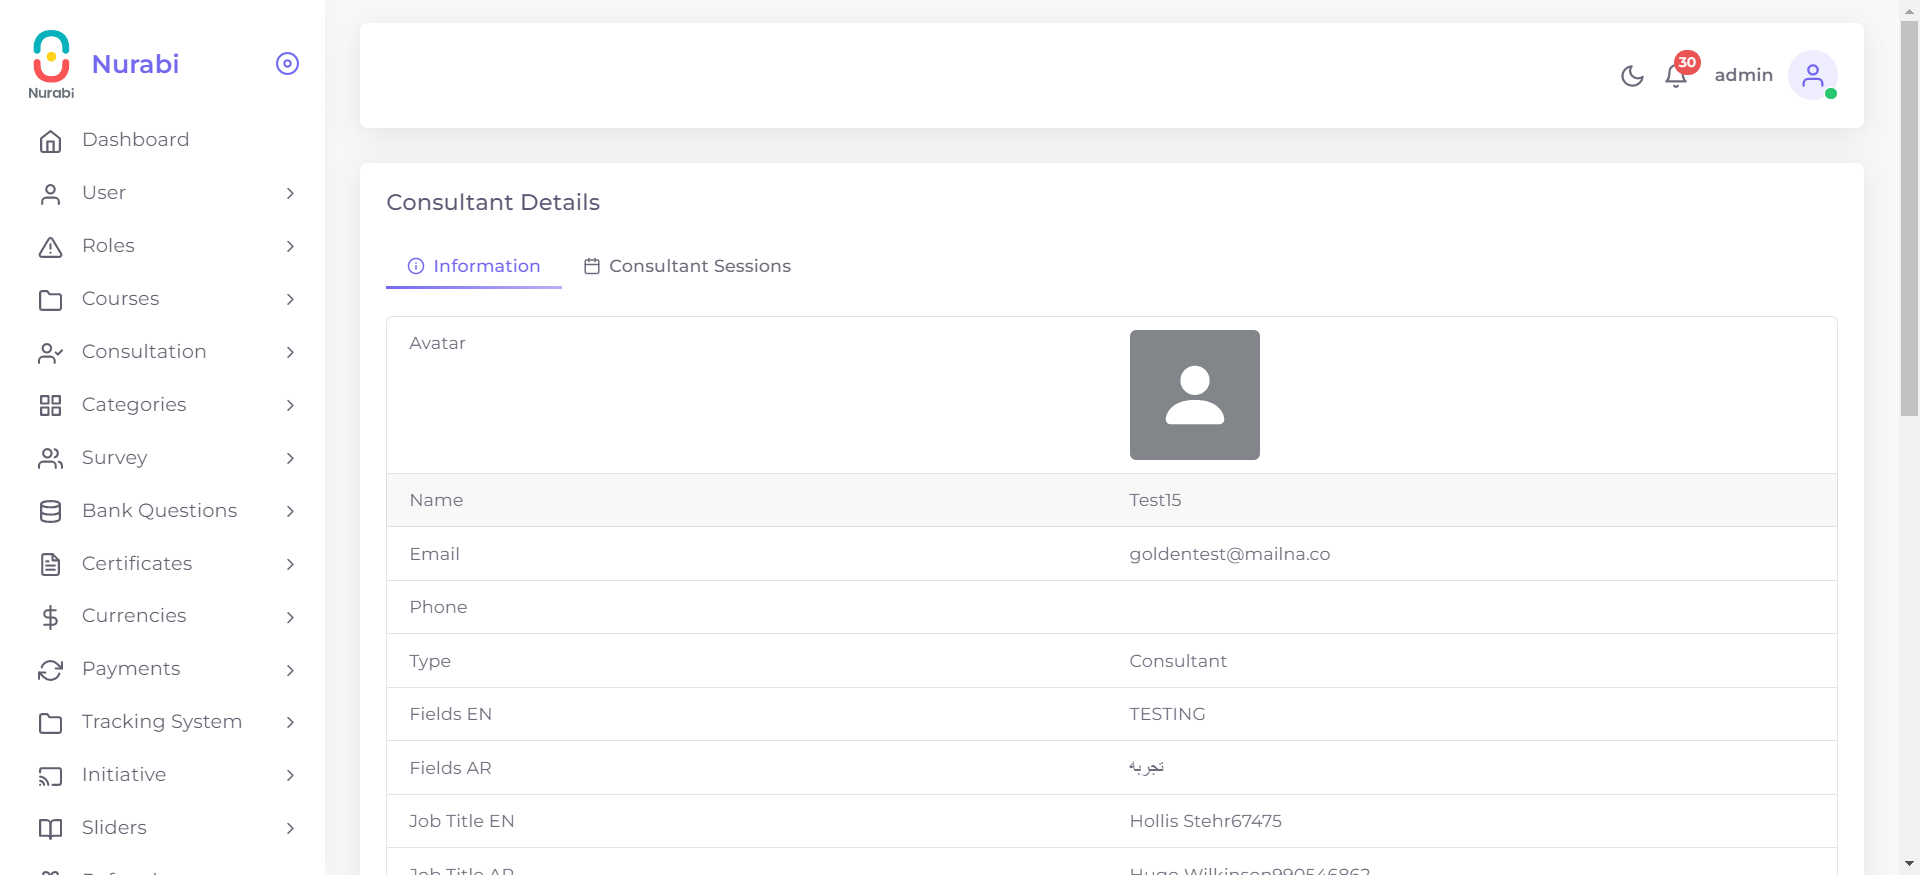 Nurabi
Nurabi
Dashboard
User
Roles
Courses
Consultation
Categories
Survey
Bank Questions
Certificates
Currencies
Payments
Tracking System
Initiative
Sliders
30
admin
Consultant Details
Information
Consultant Sessions
Avatar
Name Test15
Email goldentest@mailna.co
Phone
Type Consultant
Fields EN TESTING
Fields AR تجربه
Job Title EN Hollis Stehr67475
Job Title AR Hugo Wilkinson990546862